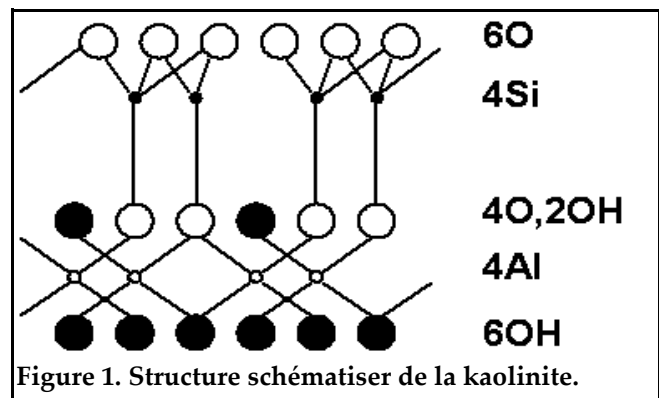 6O
4Si
4O,2OH
4Al
6OH
Figure 1. Structure schématiser de la kaolinite.